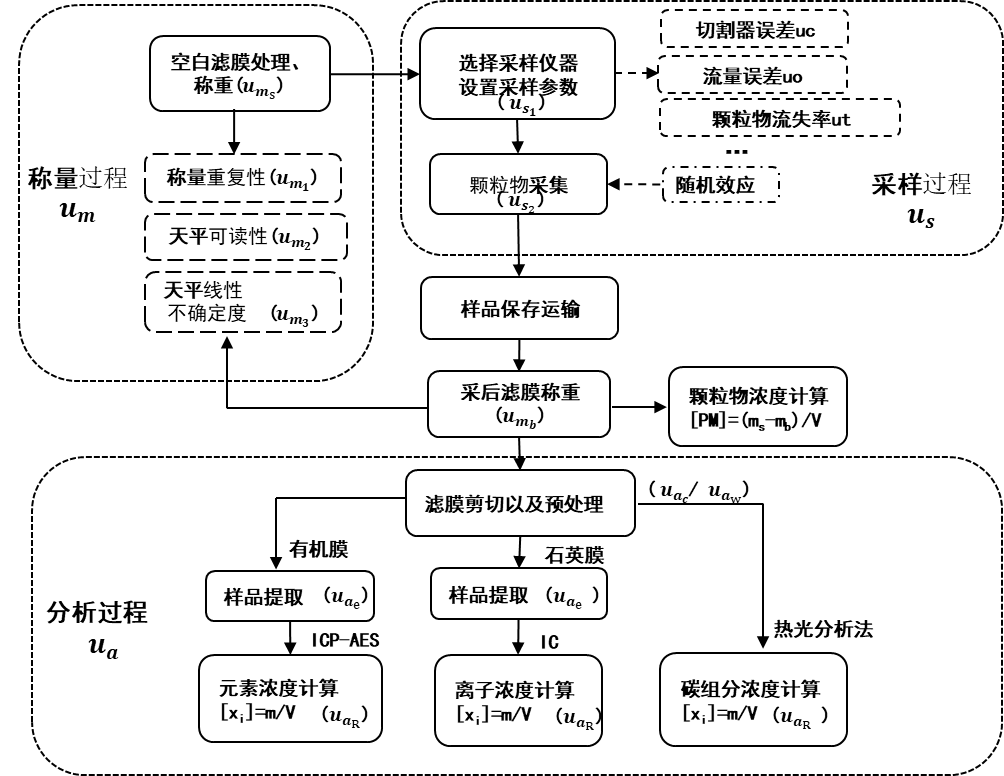 空白滤膜处理、
称重(u_{m_s})
称量重复性(u_{m_1})
天平可读性(u_{m_2})
天平线性
不确定度 (u_{m_3})
称量过程
u_m
选择采样仪器
设置采样参数
(u_{s_1})
颗粒物采集
(u_{s_2})
切割器误差uc
流量误差uo
颗粒物流失率ut
...
随机效应
采样过程
u_s
样品保存运输
采后滤膜称重
(u_{m_b})
颗粒物浓度计算
[PM]=(m_s-m_b)/V
滤膜剪切以及预处理
(u_{a_c}/ u_{a_w})
有机膜
石英膜
样品提取 (u_{a_e})
样品提取 (u_{a_e} )
分析过程
u_a
ICP-AES
IC
热光分析法
元素浓度计算
[x_i]=m/V (u_{a_R})
离子浓度计算
[x_i]=m/V (u_{a_R})
碳组分浓度计算
[x_i]=m/V (u_{a_R} )